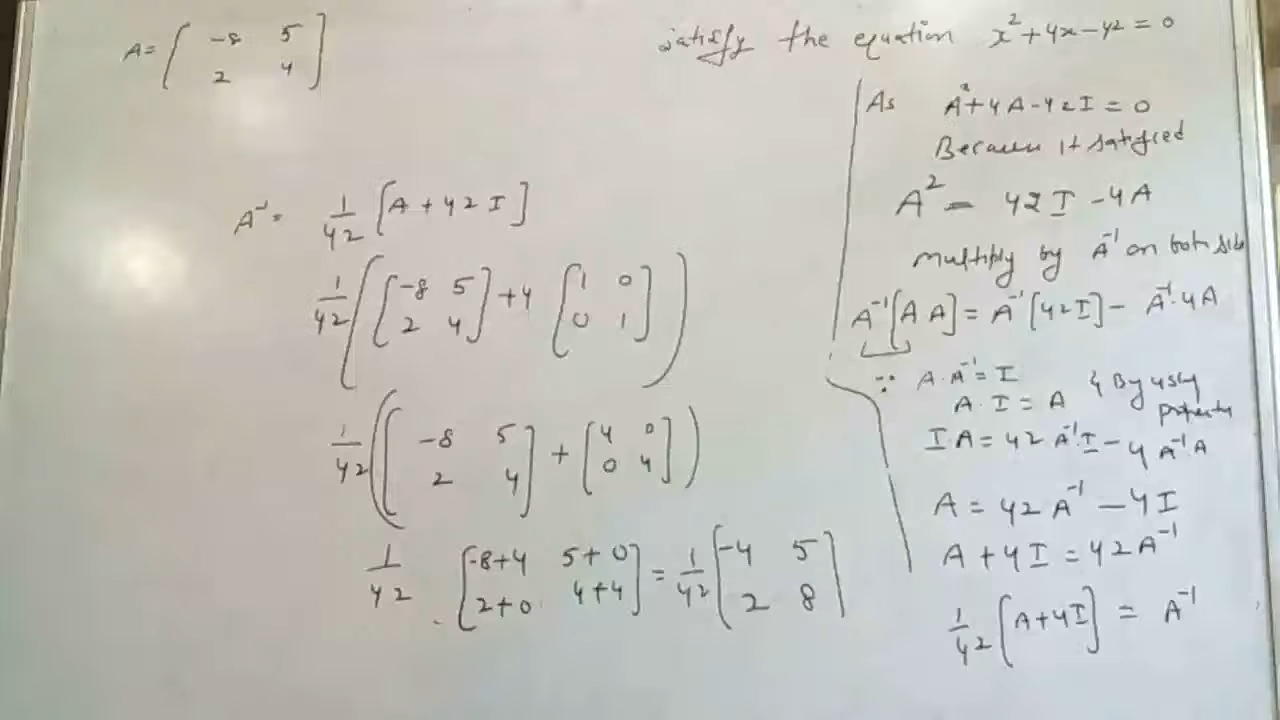 A = [ -8 5
2 4 ]
satisfy the equation x² + 4x - 42 = 0
A⁻¹ = 1/42 [A + 42 I]
1/42 ( [ -8 5
2 4 ] + 4 [ 1 0
0 1 ] )
1/42 ( [ -8 5
2 4 ] + [ 4 0
0 4 ] )
1/42 [ -8+4 5+0
2+0 4+4 ] = 1/42 [ -4 5
2 8 ]
As A² + 4A - 42I = 0
Because it satisfied
A² = 42I - 4A
Multiply by A⁻¹ on both side
A⁻¹[A A] = A⁻¹[42I] - A⁻¹·4A
∵ A·A⁻¹ = I
A·I = A & By using
property
IA = 42A⁻¹I - 4A⁻¹A
A = 42A⁻¹ - 4I
A + 4I = 42A⁻¹
1/42 [A+4I] = A⁻¹